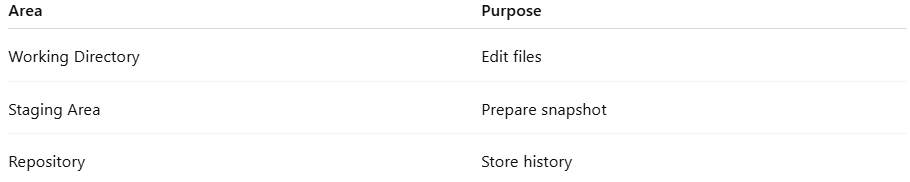 Area Purpose
Working Directory Edit files
Staging Area Prepare snapshot
Repository Store history